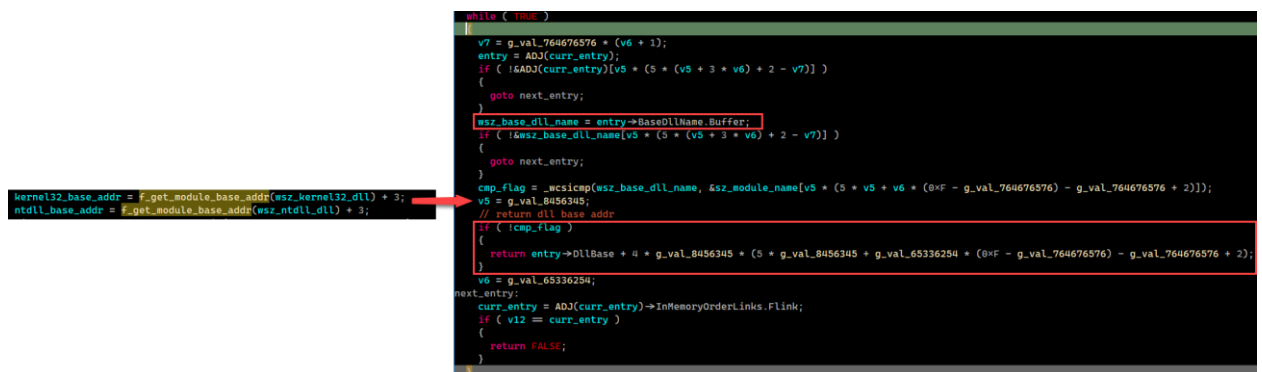 kernel32_base_addr = f_get_module_base_addr(wsz_kernel32_dll) + 3;
ntdll_base_addr = f_get_module_base_addr(wsz_ntdll_dll) + 3;
while ( TRUE )
{
v7 = g_val_764676576 * (v6 + 1);
entry = ADJ(curr_entry);
if ( !&ADJ(curr_entry)[v5 * (5 * (v5 + 3 * v6) + 2 - v7)] )
{
goto next_entry;
}
wsz_base_dll_name = entry->BaseDllName.Buffer;
if ( !&wsz_base_dll_name[v5 * (5 * (v5 + 3 * v6) + 2 - v7)] )
{
goto next_entry;
}
cmp_flag = _wcsicmp(wsz_base_dll_name, &sz_module_name[v5 * (5 * v5 + v6 * (0xF - g_val_764676576) - g_val_764676576 + 2)]);
v5 = g_val_8456345;
// return dll base addr
if ( !cmp_flag )
{
return entry->DllBase + 4 * g_val_8456345 * (5 * g_val_8456345 + g_val_65336254 * (0xF - g_val_764676576) - g_val_764676576 + 2);
}
v6 = g_val_65336254;
next_entry:
curr_entry = ADJ(curr_entry)->InMemoryOrderLinks.Flink;
if ( v12 == curr_entry )
{
return FALSE;
}
}